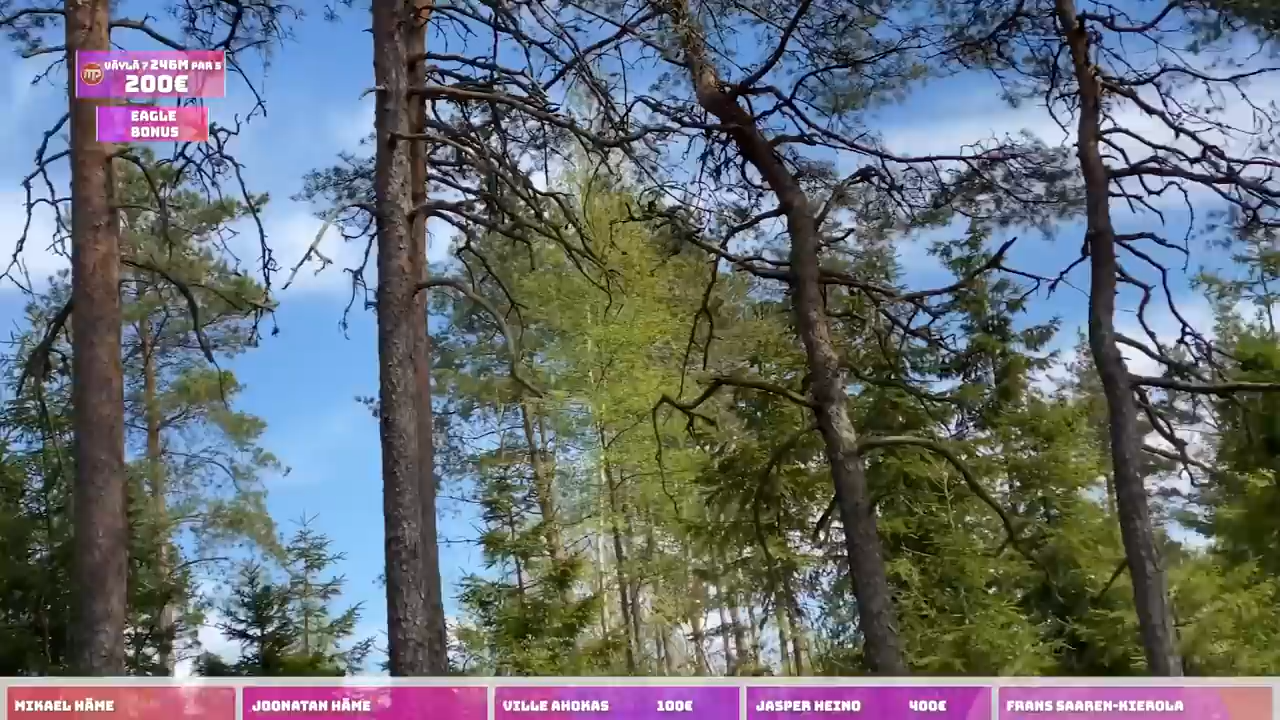 MP VÄYLÄ 7 246M PAR 5
200€
EAGLE
BONUS
MIKAEL HÄME
JOONATAN HÄME
VILLE AHOKAS 100€
JASPER HEINO 400€
FRANS SAAREN-KIEROLA